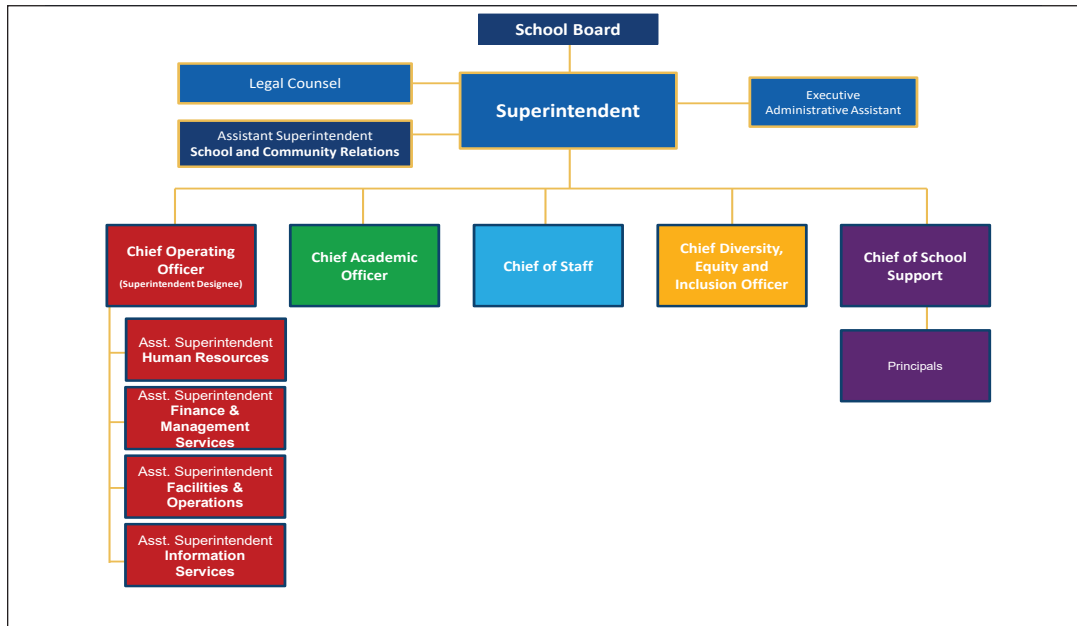 School Board
Legal Counsel
Superintendent
Executive
Administrative Assistant
Assistant Superintendent
School and Community Relations
Chief Operating
Officer
(Superintendent Designee)
Chief Academic
Officer
Chief of Staff
Chief Diversity,
Equity and
Inclusion Officer
Chief of School
Support
Asst. Superintendent
Human Resources
Principals
Asst. Superintendent
Finance &
Management
Services
Asst. Superintendent
Facilities &
Operations
Asst. Superintendent
Information
Services